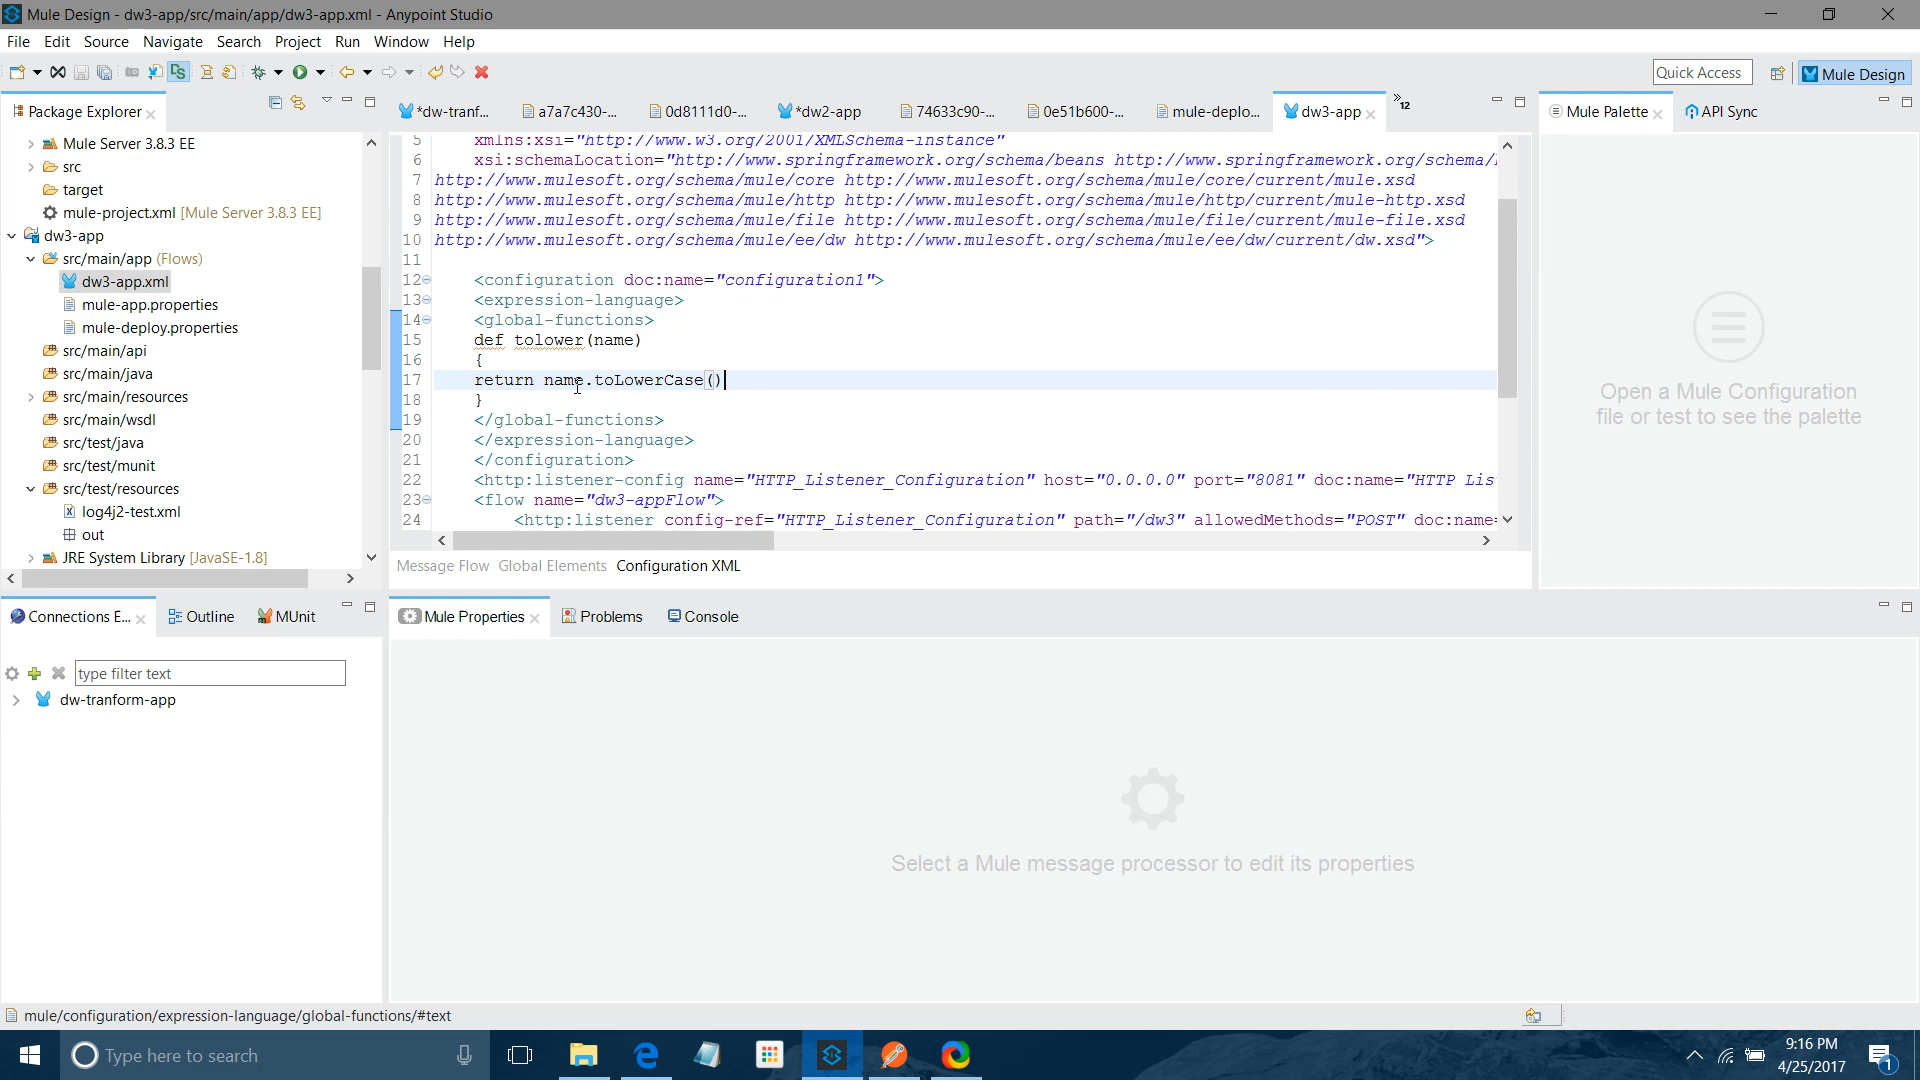 Mule Design - dw3-app/src/main/app/dw3-app.xml - Anypoint Studio
File Edit Source Navigate Search Project Run Window Help
Quick Access
Mule Design
Package Explorer
Mule Server 3.8.3 EE
src
target
mule-project.xml [Mule Server 3.8.3 EE]
dw3-app
src/main/app (Flows)
dw3-app.xml
mule-app.properties
mule-deploy.properties
src/main/api
src/main/java
src/main/resources
src/main/wsdl
src/test/java
src/test/munit
src/test/resources
log4j2-test.xml
out
JRE System Library [JavaSE-1.8]
*dw-tranf... a7a7c430-... 0d8111d0-... *dw2-app 74633c90-... 0e51b600-... mule-deplo... dw3-app »12
5 xmlns:xsi="http://www.w3.org/2001/XMLSchema-instance"
6 xsi:schemaLocation="http://www.springframework.org/schema/beans http://www.springframework.org/schema/
7 http://www.mulesoft.org/schema/mule/core http://www.mulesoft.org/schema/mule/core/current/mule.xsd
8 http://www.mulesoft.org/schema/mule/http http://www.mulesoft.org/schema/mule/http/current/mule-http.xsd
9 http://www.mulesoft.org/schema/mule/file http://www.mulesoft.org/schema/mule/file/current/mule-file.xsd
10 http://www.mulesoft.org/schema/mule/ee/dw http://www.mulesoft.org/schema/mule/ee/dw/current/dw.xsd">
11
12 <configuration doc:name="configuration1">
13 <expression-language>
14 <global-functions>
15 def tolower(name)
16 {
17 return name.toLowerCase()
18 }
19 </global-functions>
20 </expression-language>
21 </configuration>
22 <http:listener-config name="HTTP_Listener_Configuration" host="0.0.0.0" port="8081" doc:name="HTTP Lis
23 <flow name="dw3-appFlow">
24 <http:listener config-ref="HTTP_Listener_Configuration" path="/dw3" allowedMethods="POST" doc:name=
Message Flow Global Elements Configuration XML
Mule Palette API Sync
Open a Mule Configuration
file or test to see the palette
Connections E... Outline MUnit
type filter text
dw-tranform-app
Mule Properties Problems Console
Select a Mule message processor to edit its properties
mule/configuration/expression-language/global-functions/#text
Type here to search
9:16 PM
4/25/2017
1